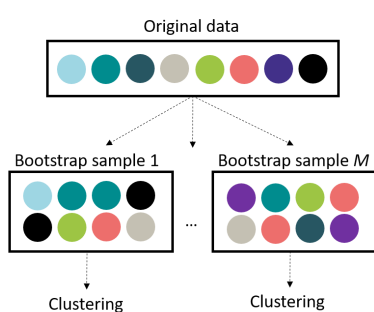 Original data
Bootstrap sample 1
Bootstrap sample M
...
Clustering
Clustering